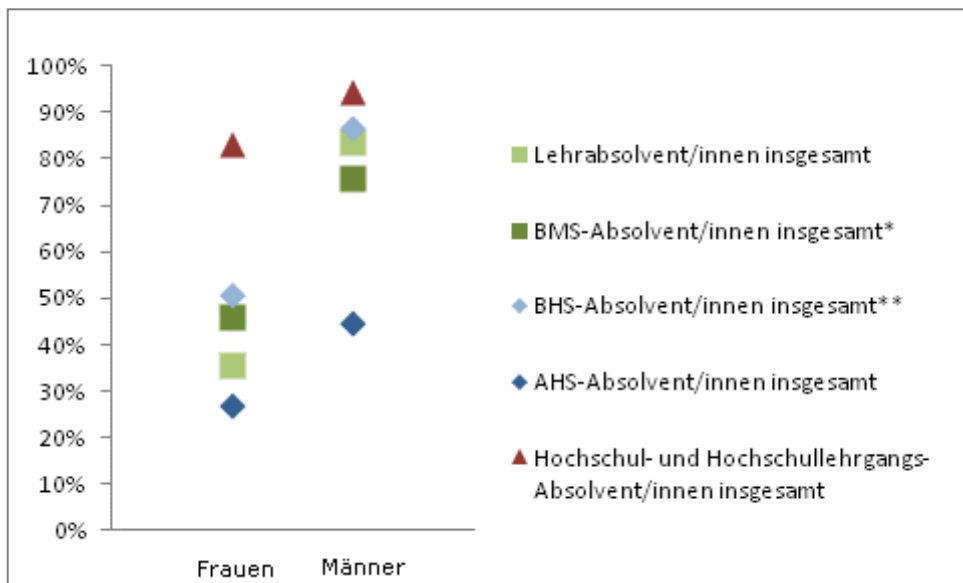 100%
90%
80%
70%
60%
50%
40%
30%
20%
10%
0%
Frauen
Männer
Lehrabsolvent/innen insgesamt
BMS-Absolvent/innen insgesamt*
BHS-Absolvent/innen insgesamt**
AHS-Absolvent/innen insgesamt
Hochschul- und Hochschullehrgangs-
Absolvent/innen insgesamt